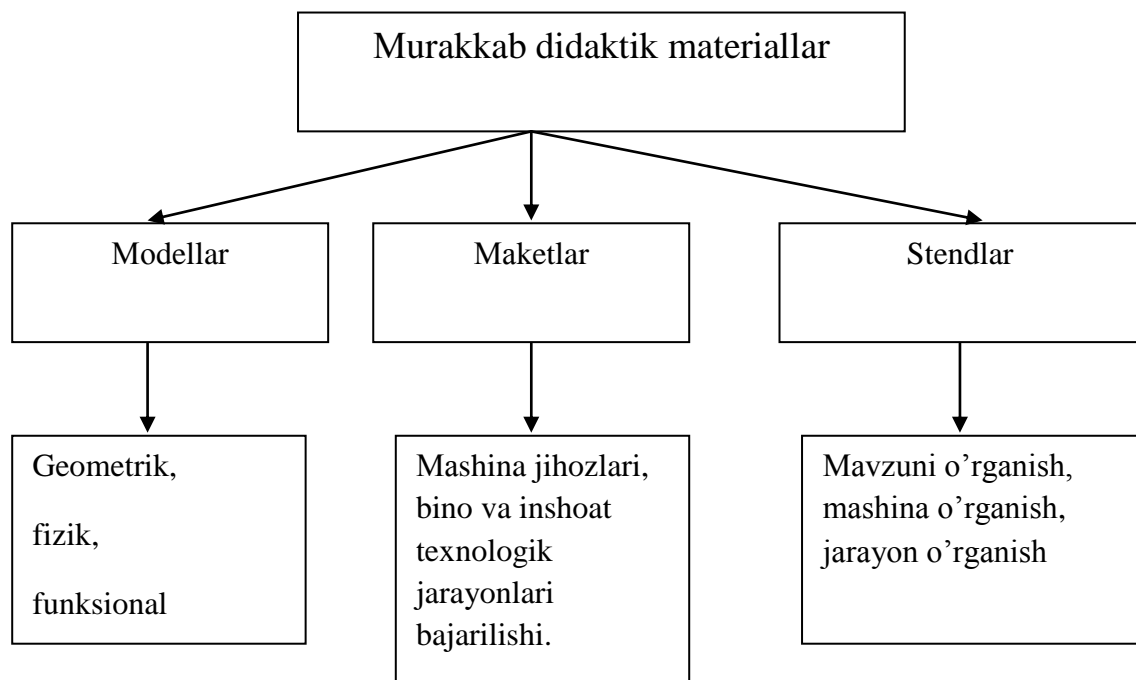 Murakkab didaktik materiallar
Modellar
Maketlar
Stendlar
Geometrik,
fizik,
funksional
Mashina jihozlari,
bino va inshoat
texnologik
jarayonlari
bajarilishi.
Mavzuni o’rganish,
mashina o’rganish,
jarayon o’rganish